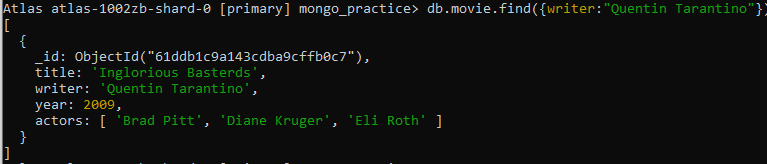 Atlas atlas-1002zb-shard-0 [primary] mongo_practice> db.movie.find({writer:"Quentin Tarantino"})
[
  {
    _id: ObjectId("61ddb1c9a143cdba9cffb0c7"),
    title: 'Inglorious Basterds',
    writer: 'Quentin Tarantino',
    year: 2009,
    actors: [ 'Brad Pitt', 'Diane Kruger', 'Eli Roth' ]
  }
]